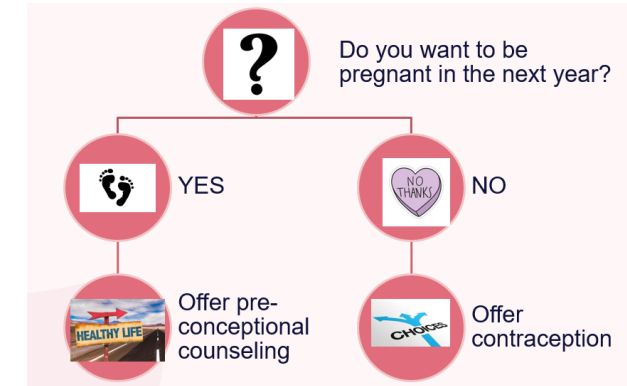 ?
Do you want to be
pregnant in the next year?
YES
NO
THANKS
NO
HEALTHY LIFE
Offer pre-
conceptional
counseling
CHOICES
Offer
contraception